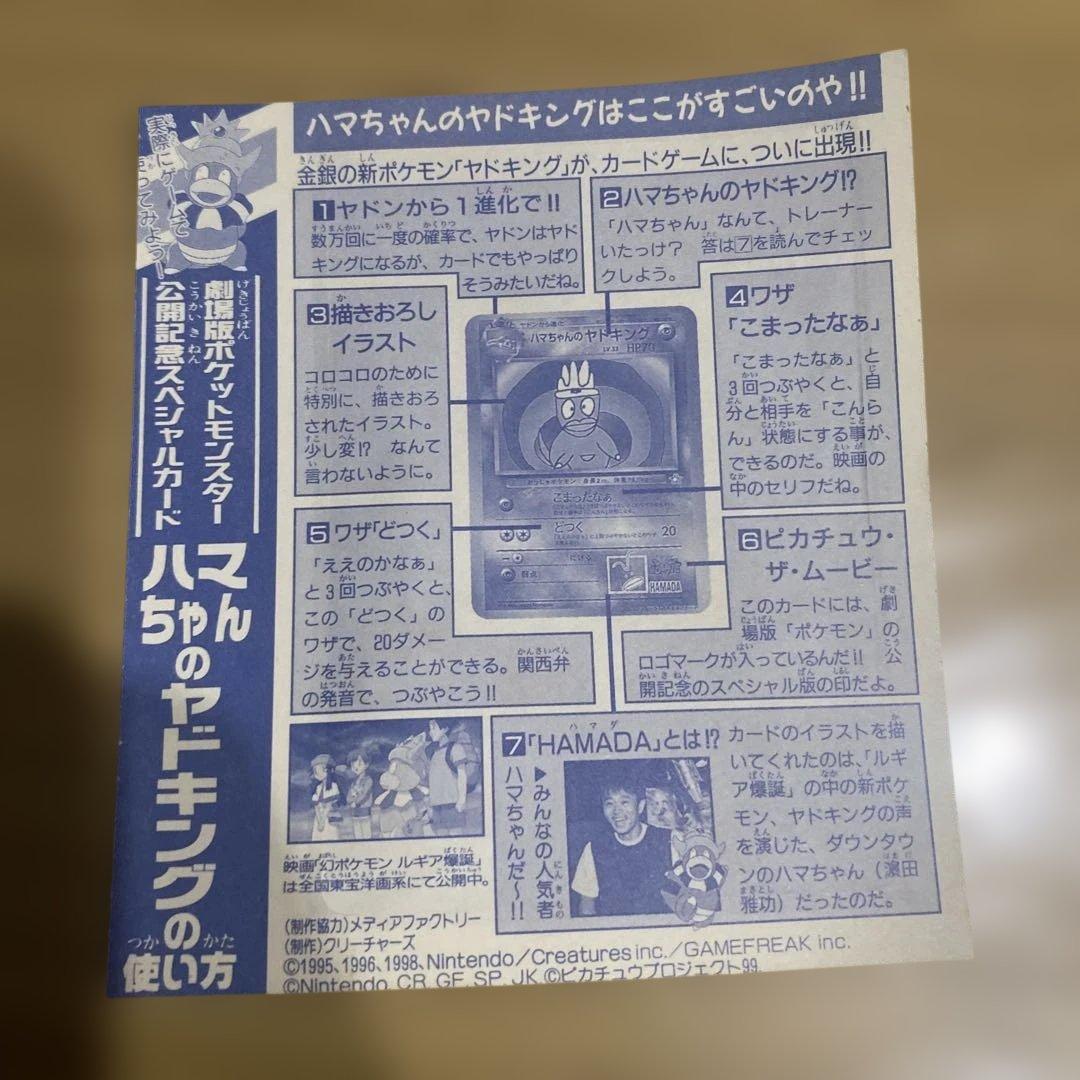 ハマちゃんのヤドキングはここがすごいのや!!
実際にゲームで
使ってみよう!
劇場版ポケットモンスター
公開記念スペシャルカード
ハマちゃんのヤドキングの使い方
金銀の新ポケモン「ヤドキング」が、カードゲームに、ついに出現!!
1 ヤドンから1進化で!!
数万回に一度の確率で、ヤドンはヤド
キングになるが、カードでもやっぱり
そうみたいだね。
2 ハマちゃんのヤドキング!?
「ハマちゃん」なんて、トレーナー
いたっけ? 答は7を読んでチェッ
クしよう。
3 描きおろし
イラスト
コロコロのために
特別に、描きおろ
されたイラスト。
少し変!? なんて
言わないように。
4 ワザ
「こまったなぁ」
「こまったなぁ」と
3回つぶやくと、自
分と相手を「こんら
ん」状態にする事が、
できるのだ。映画の
中のセリフだね。
ヤドンから進化
ハマちゃんのヤドキング
HP70
こまったなぁ
どつく
20
にげる
弱点
HAMADA
5 ワザ「どつく」
「ええのかなぁ」
と3回つぶやくと、
この「どつく」の
ワザで、20ダメー
ジを与えることができる。関西弁
の発音で、つぶやこう!!
6 ピカチュウ・
ザ・ムービー
このカードには、劇
場版「ポケモン」の
ロゴマークが入っているんだ!! 公
開記念のスペシャル版の印だよ。
7 「HAMADA」とは!?
▶みんなの人気者
ハマちゃんだ〜!!
カードのイラストを描
いてくれたのは、「ルギ
ア爆誕」の中の新ポケ
モン、ヤドキングの声
を演じた、ダウンタウ
ンのハマちゃん(濱田
雅功)だったのだ。
映画「幻ポケモン ルギア爆誕」
は全国東宝洋画系にて公開中。
(制作協力)メディアファクトリー
(制作)クリーチャーズ
©1995、1996、1998、Nintendo/Creatures inc./GAMEFREAK inc.
©Nintendo、CR、GF、SP、JK、©ピカチュウプロジェクト99.